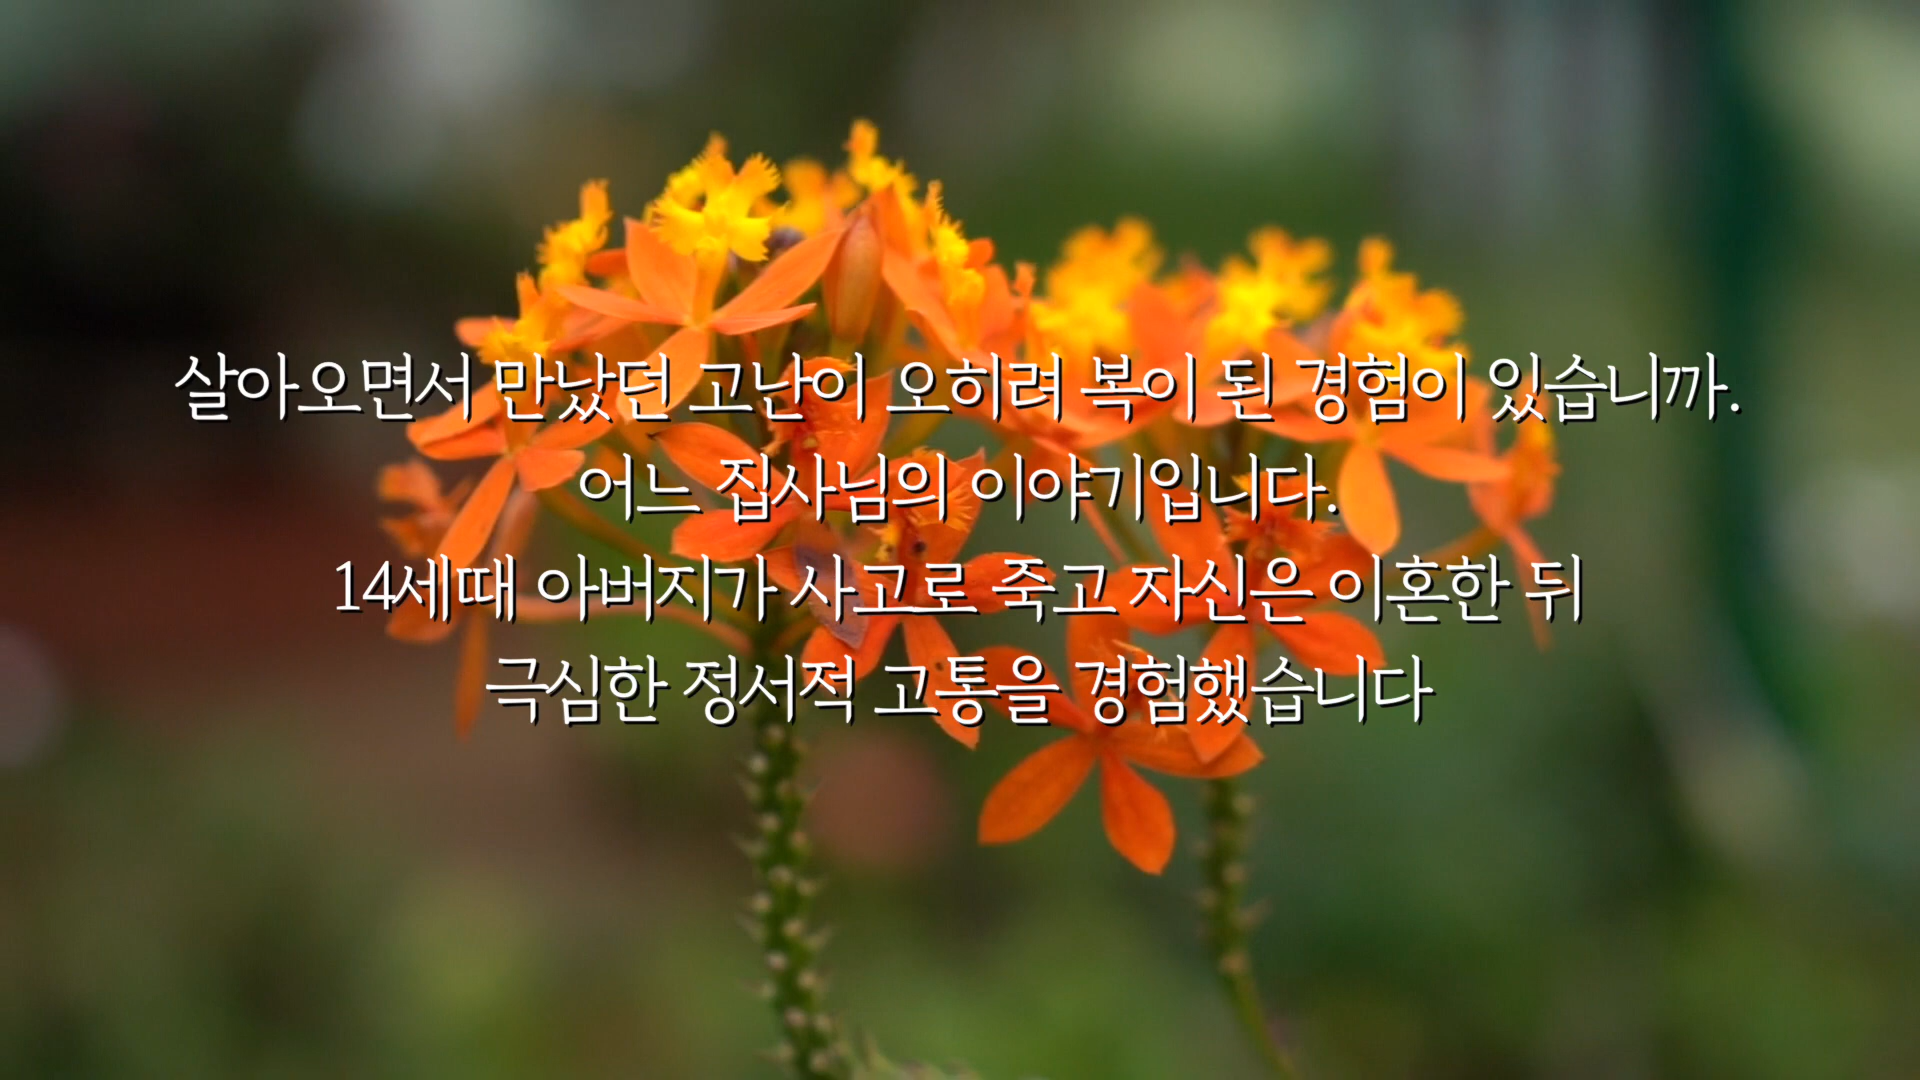 살아오면서 만났던 고난이 오히려 복이 된 경험이 있습니까.
어느 집사님의 이야기입니다.
14세때 아버지가 사고로 죽고 자신은 이혼한 뒤
극심한 정서적 고통을 경험했습니다